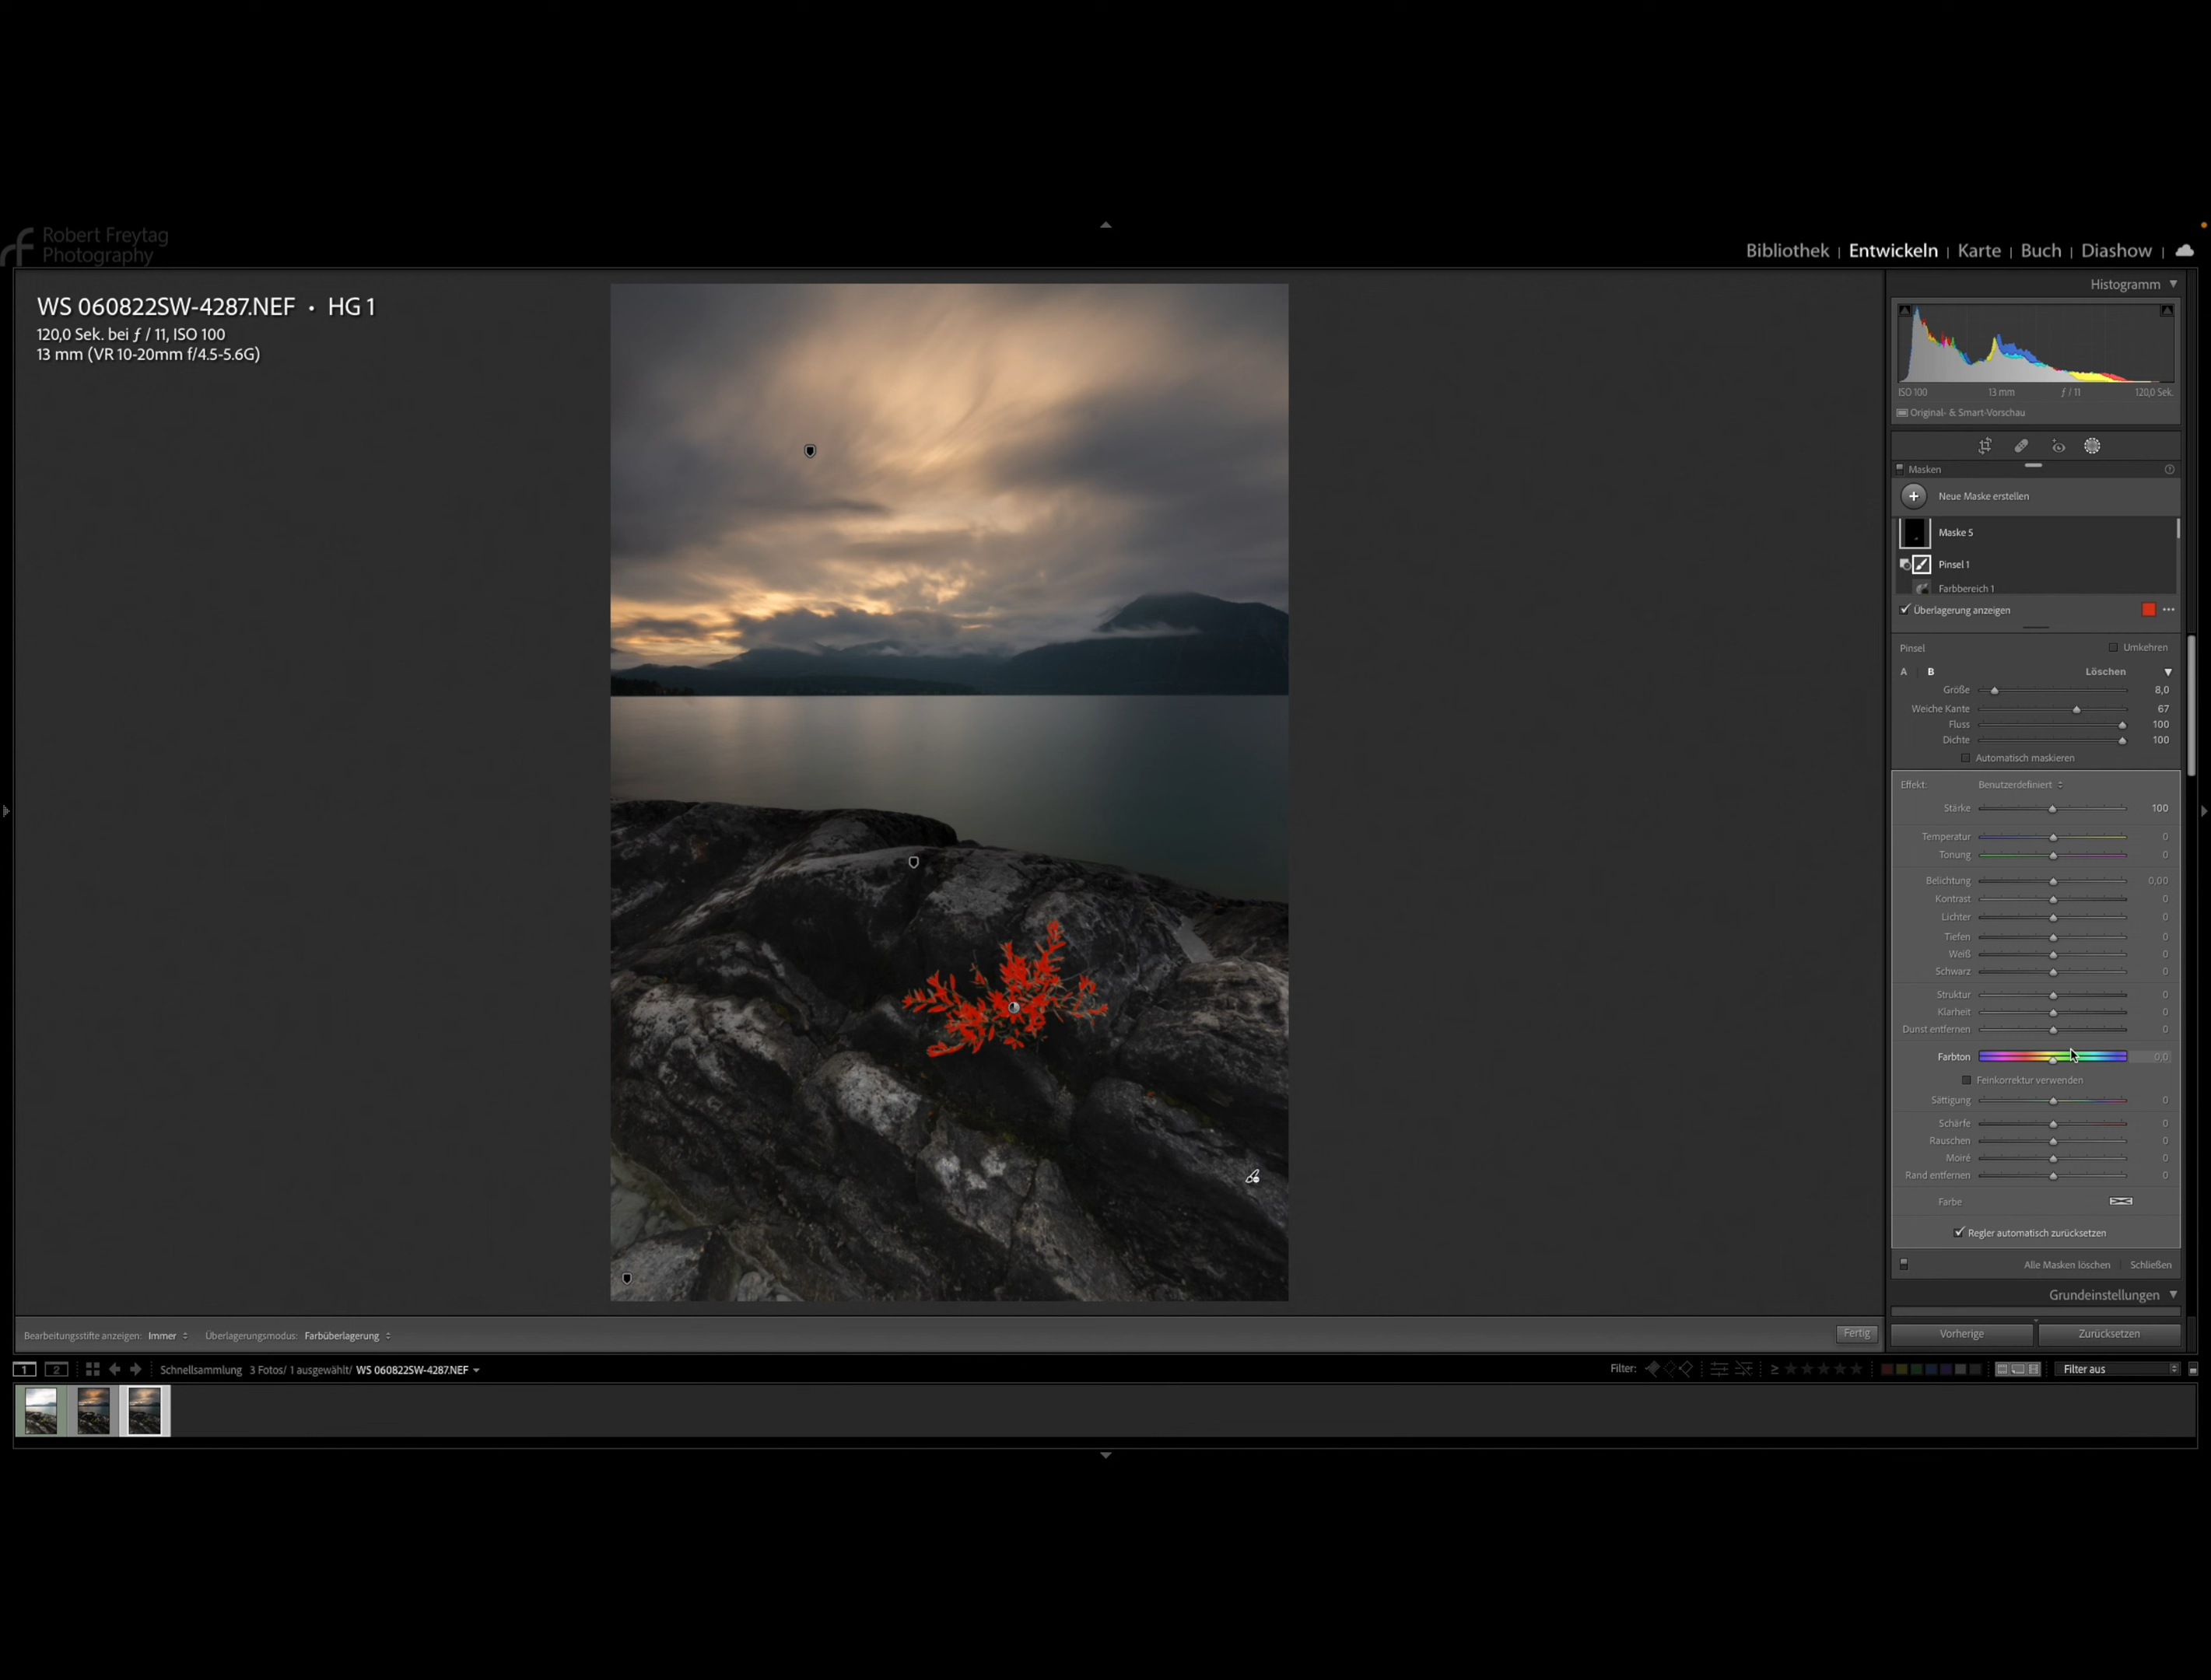 Robert Freytag
Photography
Bibliothek | Entwickeln | Karte | Buch | Diashow |
WS 060822SW-4287.NEF • HG 1
120,0 Sek. bei ƒ / 11, ISO 100
13 mm (VR 10-20mm f/4.5-5.6G)
Histogramm
ISO 100 13 mm ƒ / 11 120,0 Sek.
Original- & Smart-Vorschau
Masken
Neue Maske erstellen
Maske 5
Pinsel 1
Farbbereich 1
Überlagerung anzeigen
Pinsel Umkehren
A B Löschen
Größe 8,0
Weiche Kante 67
Fluss 100
Dichte 100
Automatisch maskieren
Effekt: Benutzerdefiniert
Stärke 100
Temperatur 0
Tonung 0
Belichtung 0,00
Kontrast 0
Lichter 0
Tiefen 0
Weiß 0
Schwarz 0
Struktur 0
Klarheit 0
Dunst entfernen 0
Farbton 0,0
Feinkorrektur verwenden
Sättigung 0
Schärfe 0
Rauschen 0
Moiré 0
Rand entfernen 0
Farbe
Regler automatisch zurücksetzen
Alle Masken löschen Schließen
Grundeinstellungen
Bearbeitungsstifte anzeigen: Immer Überlagerungsmodus: Farbüberlagerung Fertig
Vorherige Zurücksetzen
1 2 Schnellsammlung 3 Fotos/ 1 ausgewählt/ WS 060822SW-4287.NEF Filter: ≥ Filter aus